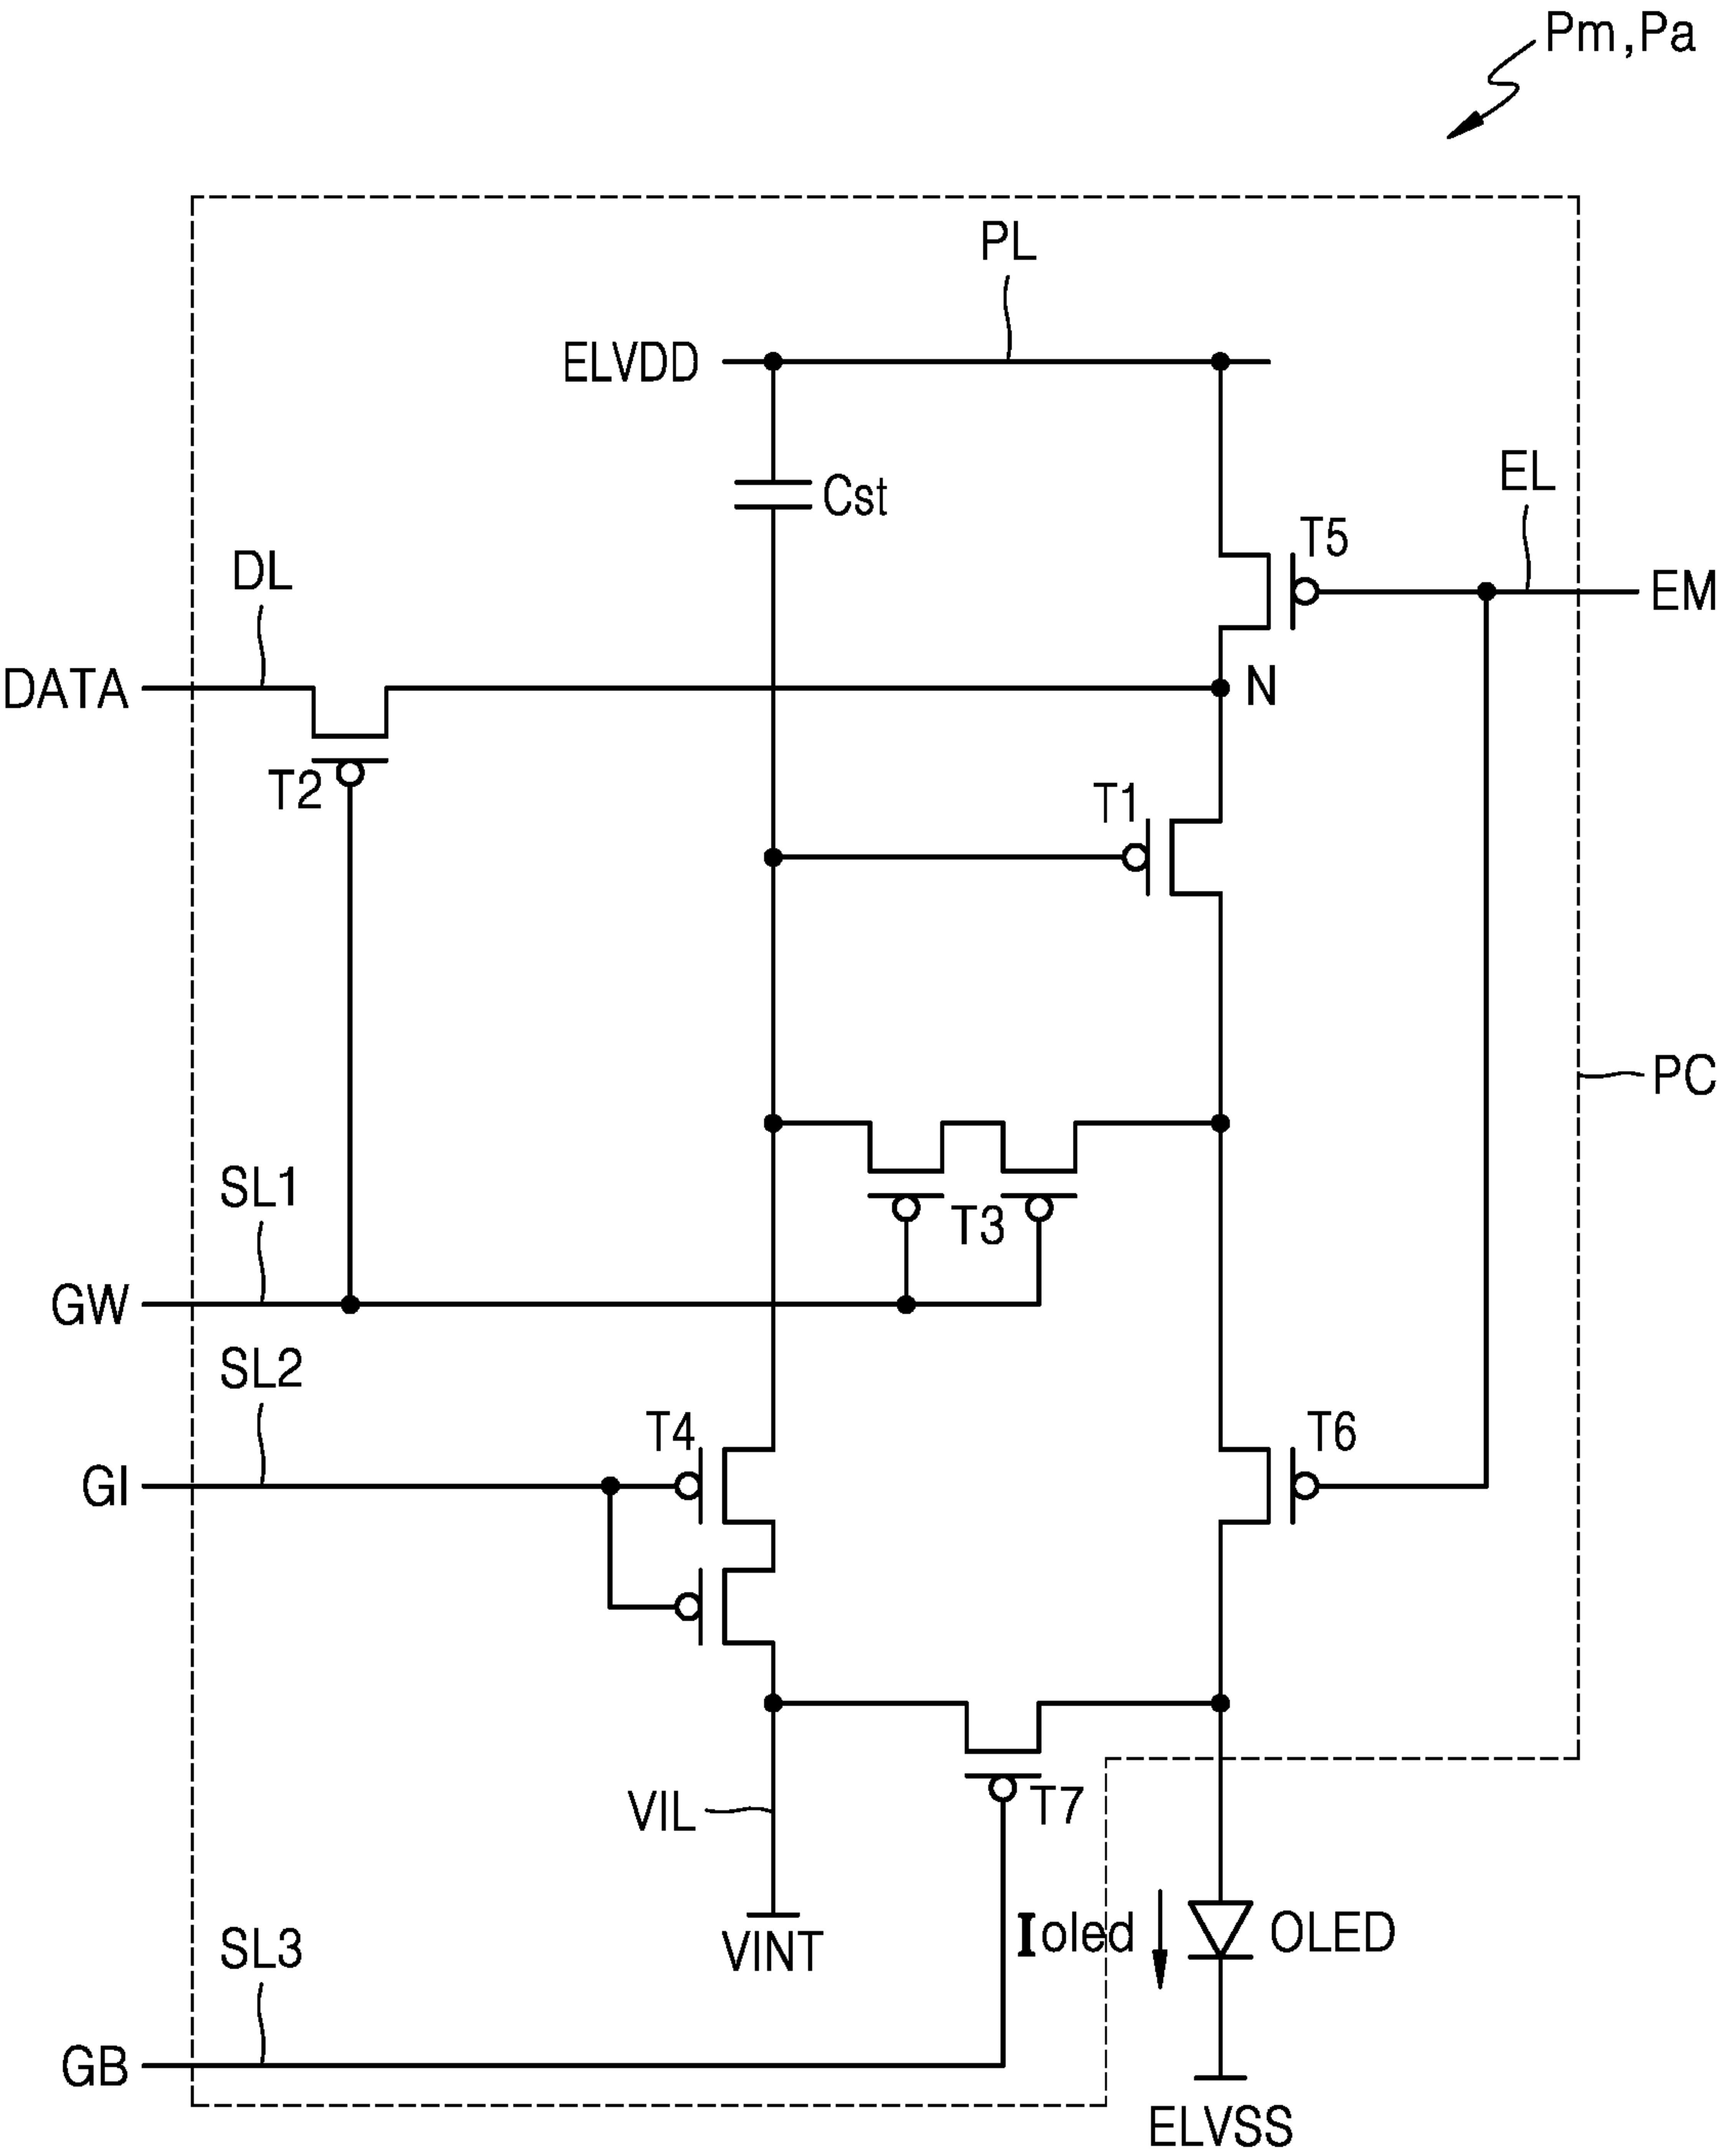 Pm,Pa
PL
ELVDD
Cst
EL
T5
DL
EM
DATA
N
T2
T1
PC
SL1
T3
GW
SL2
T4
T6
GI
VIL
T7
Ioled
OLED
VINT
SL3
GB
ELVSS